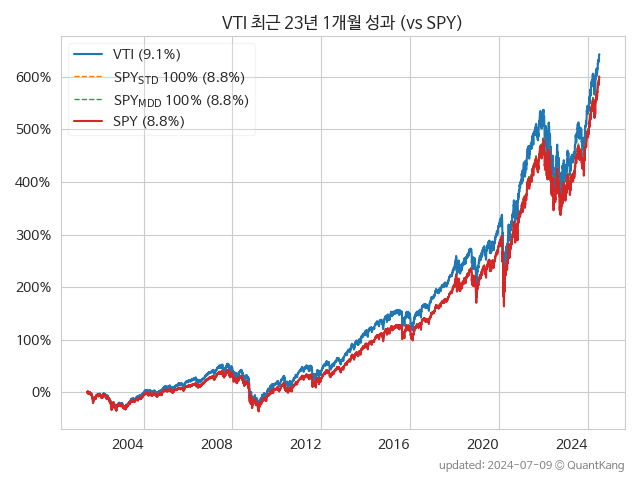 VTI 최근 23년 1개월 성과 (vs SPY)
VTI (9.1%)
SPY_STD 100% (8.8%)
SPY_MDD 100% (8.8%)
SPY (8.8%)
600%
500%
400%
300%
200%
100%
0%
2004 2008 2012 2016 2020 2024
updated: 2024-07-09 © QuantKang